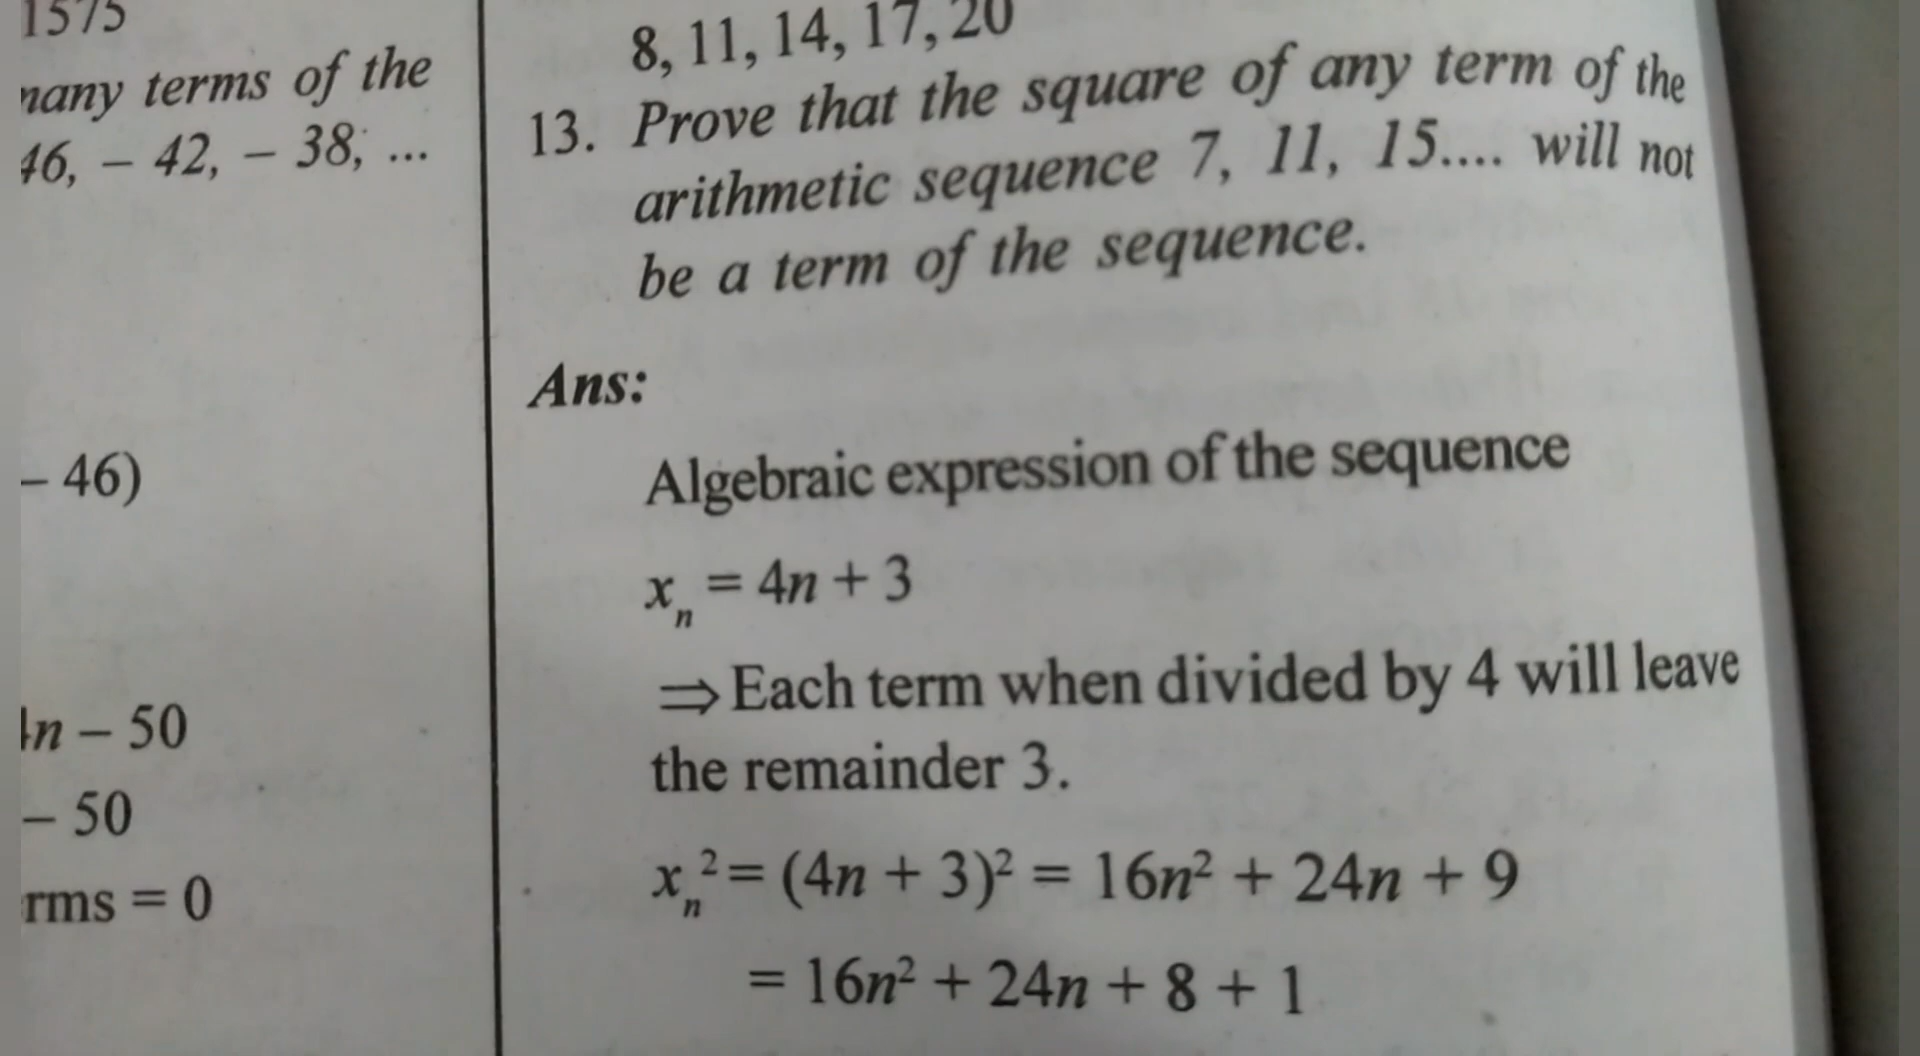 1575
many terms of the
46, – 42, – 38, ...
– 46)
n – 50
– 50
rms = 0
8, 11, 14, 17, 20
13. Prove that the square of any term of the
arithmetic sequence 7, 11, 15.... will not
be a term of the sequence.
Ans:
Algebraic expression of the sequence
xₙ = 4n + 3
⇒ Each term when divided by 4 will leave
the remainder 3.
xₙ² = (4n + 3)² = 16n² + 24n + 9
= 16n² + 24n + 8 + 1